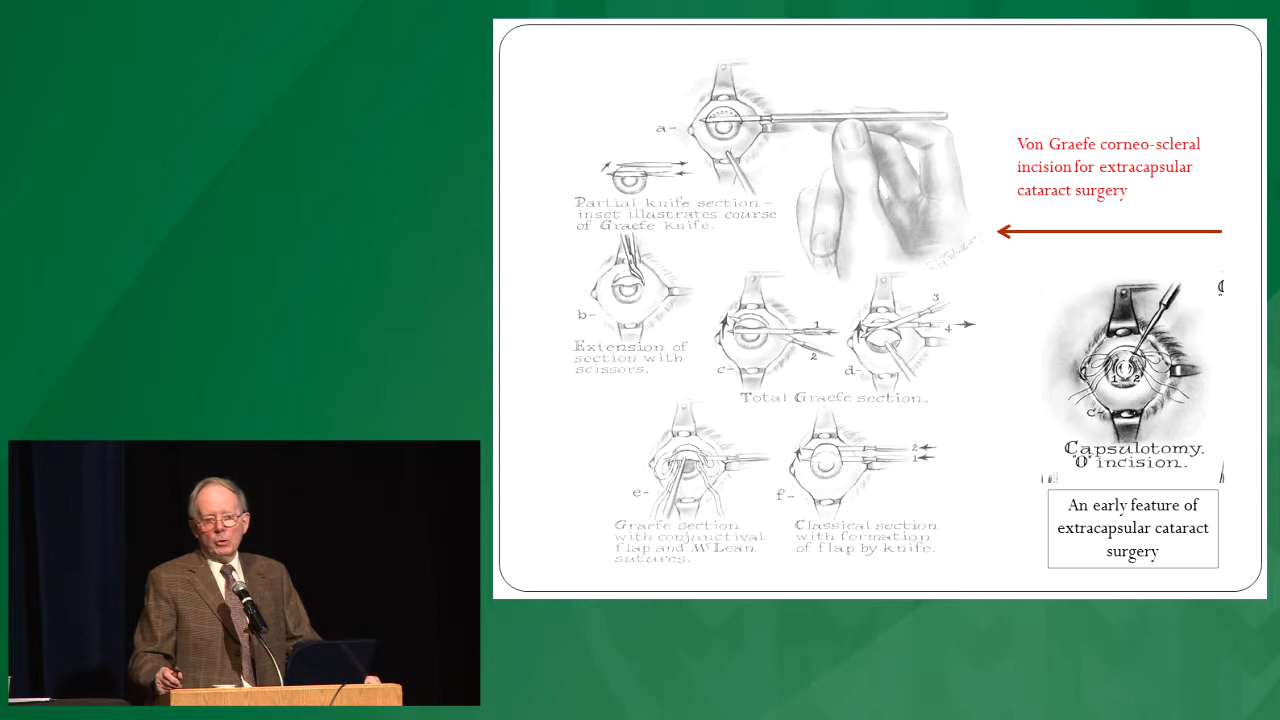 a-
Partial knife section -
inset illustrates course
of Graefe knife.
b-
Extension of
section with
scissors.
c-
1
2
d-
3
4
Total Graefe section.
e-
Graefe section
with conjunctival
flap and McLean
sutures.
f-
2
1
Classical section
with formation
of flap by knife.
Von Graefe corneo-scleral
incision for extracapsular
cataract surgery
1 2
c-
Capsulotomy.
"O" incision.
An early feature of
extracapsular cataract
surgery